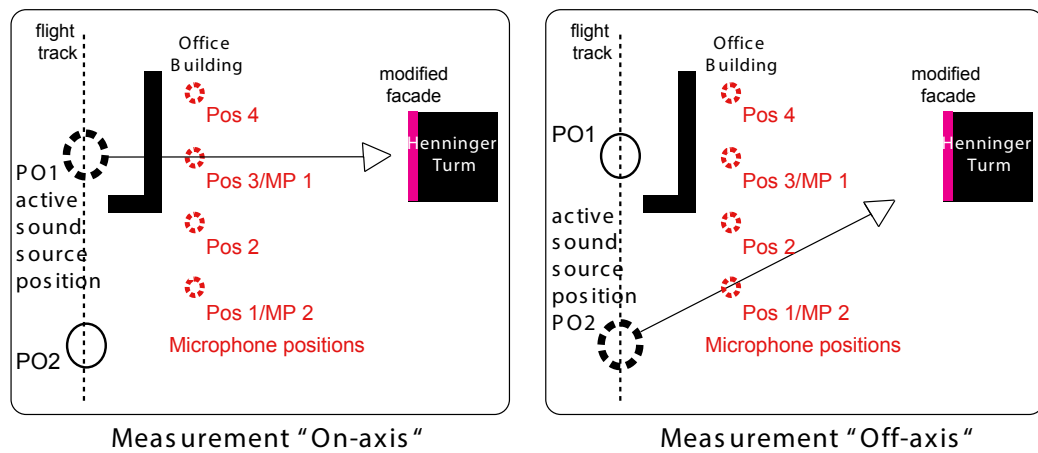 flight
track
Office
Building
modified
facade
Pos 4
Henninger
Turm
PO1
active
sound
source
position
Pos 3/MP 1
Pos 2
Pos 1/MP 2
PO2
Microphone positions
Measurement “On-axis“
flight
track
Office
Building
modified
facade
Pos 4
PO1
Henninger
Turm
Pos 3/MP 1
active
sound
source
position
PO2
Pos 2
Pos 1/MP 2
Microphone positions
Measurement “Off-axis“